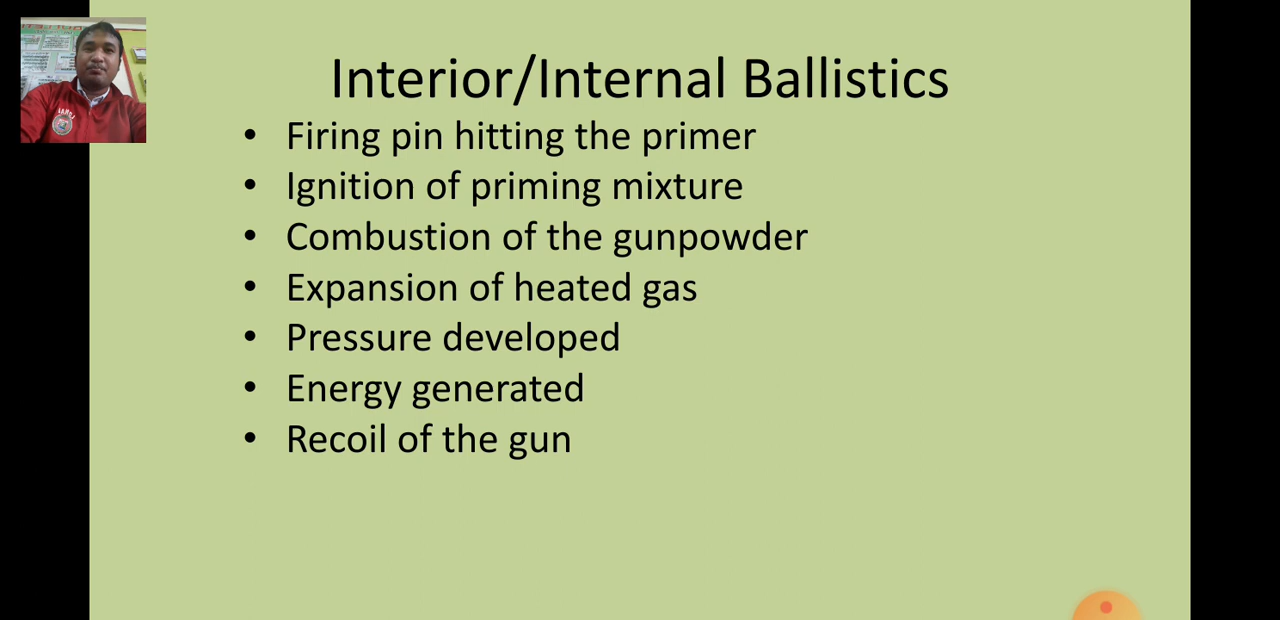 Interior/Internal Ballistics
• Firing pin hitting the primer
• Ignition of priming mixture
• Combustion of the gunpowder
• Expansion of heated gas
• Pressure developed
• Energy generated
• Recoil of the gun